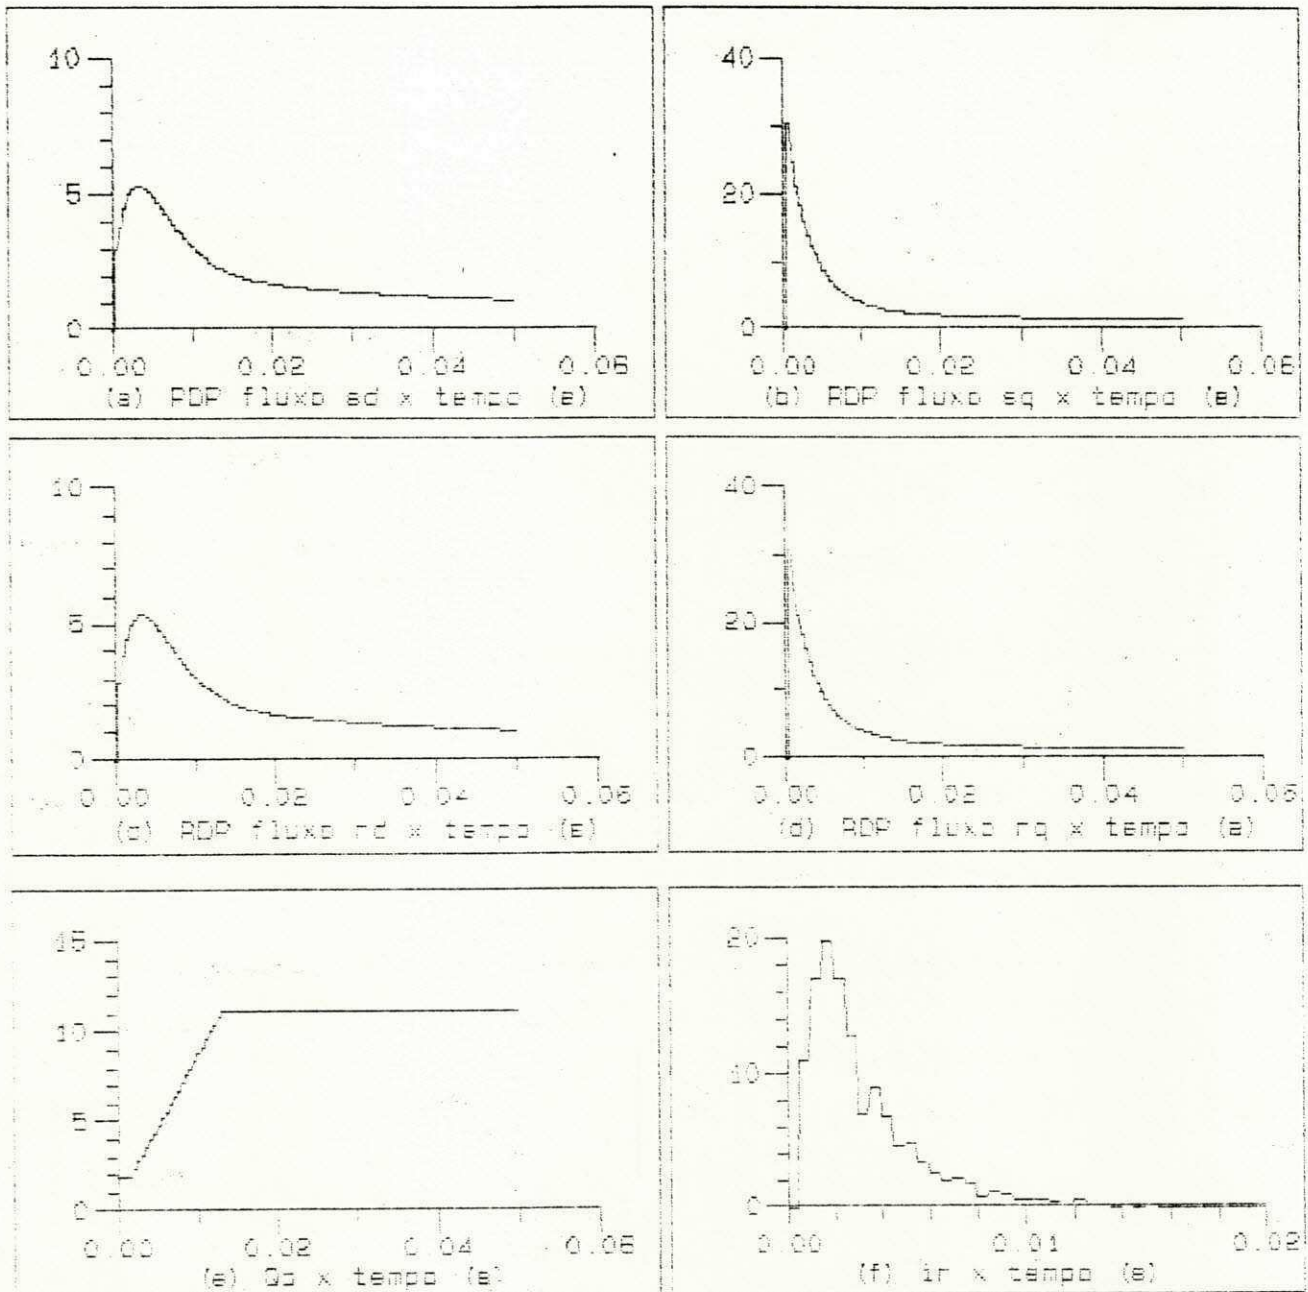 10
5
0
0.00 0.02 0.04 0.06
(a) RDP fluxo sd x tempo (s)
40
20
0
0.00 0.02 0.04 0.06
(b) RDP fluxo sq x tempo (s)
10
5
0
0.00 0.02 0.04 0.06
(c) RDP fluxo rd x tempo (s)
40
20
0
0.00 0.02 0.04 0.06
(d) RDP fluxo rq x tempo (s)
15
10
5
0
0.00 0.02 0.04 0.06
(e) Qo x tempo (s)
20
10
0
0.00 0.01 0.02
(f) ir x tempo (s)